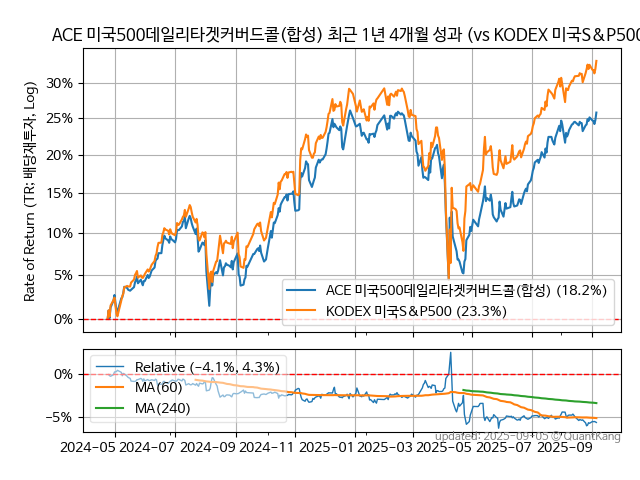 ACE 미국500데일리타겟커버드콜(합성) 최근 1년 4개월 성과 (vs KODEX 미국S&P500
Rate of Return (TR: 배당재투자, Log)
30%
25%
20%
15%
10%
5%
0%
ACE 미국500데일리타겟커버드콜(합성) (18.2%)
KODEX 미국S&P500 (23.3%)
0%
−5%
Relative (−4.1%, 4.3%)
MA(60)
MA(240)
2024-05 2024-07 2024-09 2024-11 2025-01 2025-03 2025-05 2025-07 2025-09
updated: 2025-09-05 © QuantKang